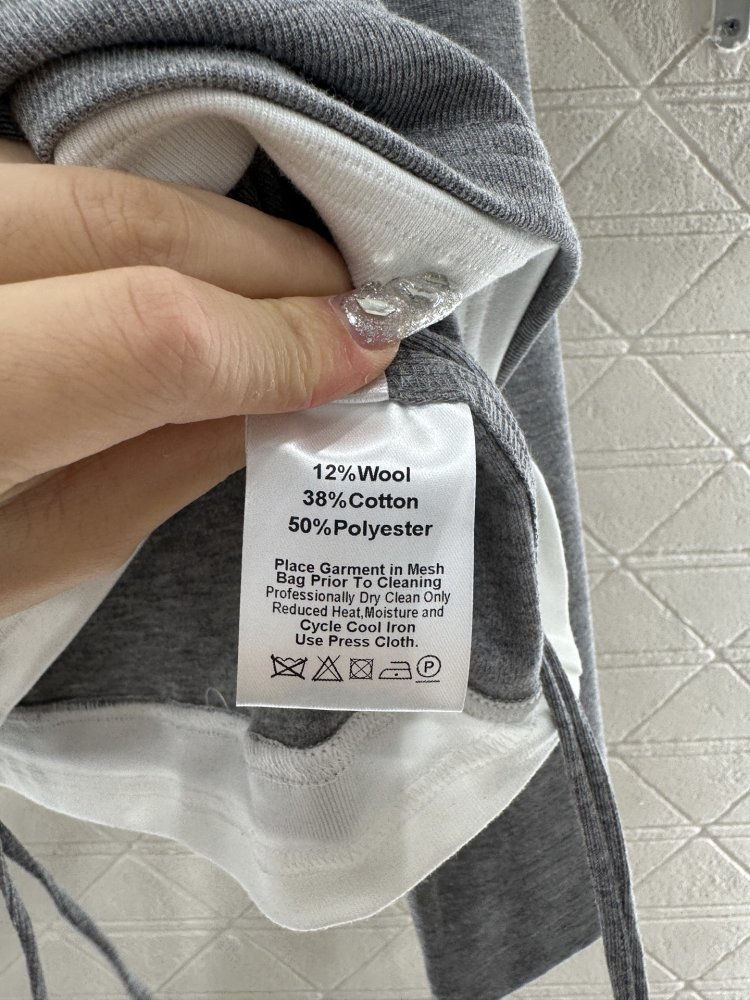 12%Wool
38%Cotton
50%Polyester
Place Garment in Mesh
Bag Prior To Cleaning
Professionally Dry Clean Only
Reduced Heat,Moisture and
Cycle Cool Iron
Use Press Cloth.
P